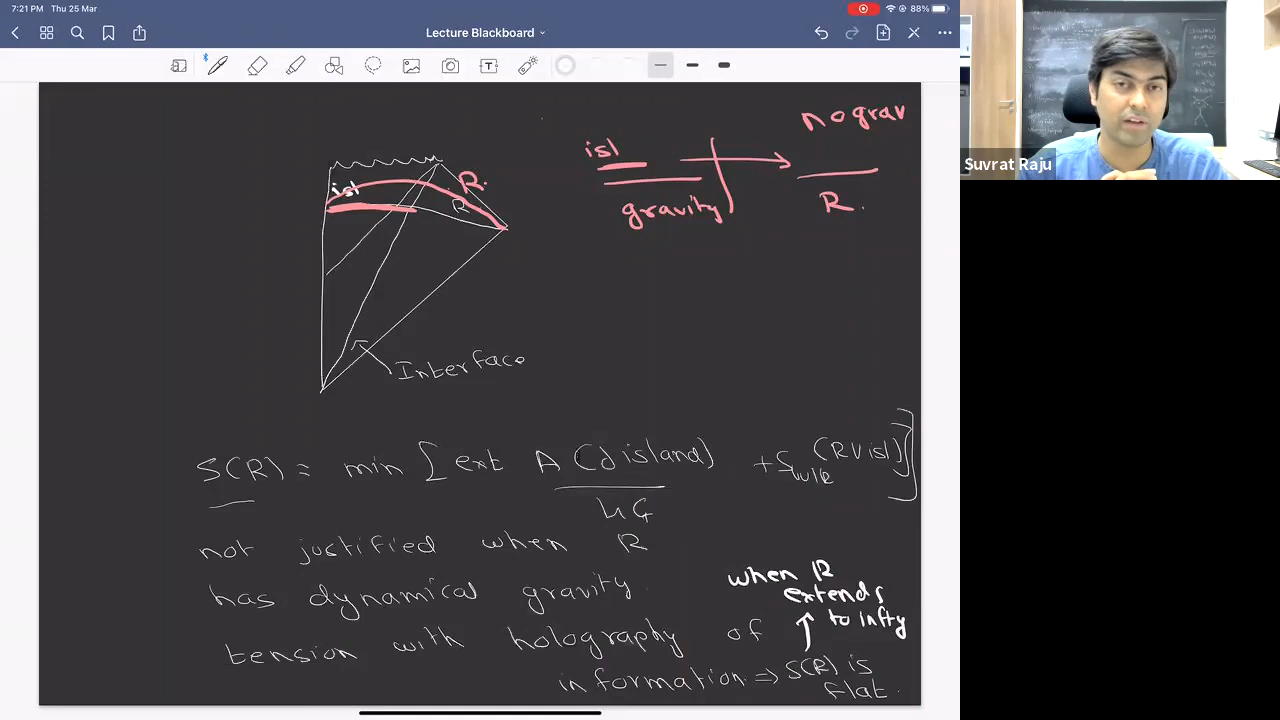 7:21 PM Thu 25 Mar
88%
Lecture Blackboard
Suvrat Raju
no grav
isl
gravity
R.
isl
R.
R
Interface
S(R) = min [ ext A (∂ island) + S bulk (R ∪ isl) ]
4G
not justified when R
has dynamical gravity
tension with holography of
information ⇒ S(R) is
flat.
when R
extends
to infty